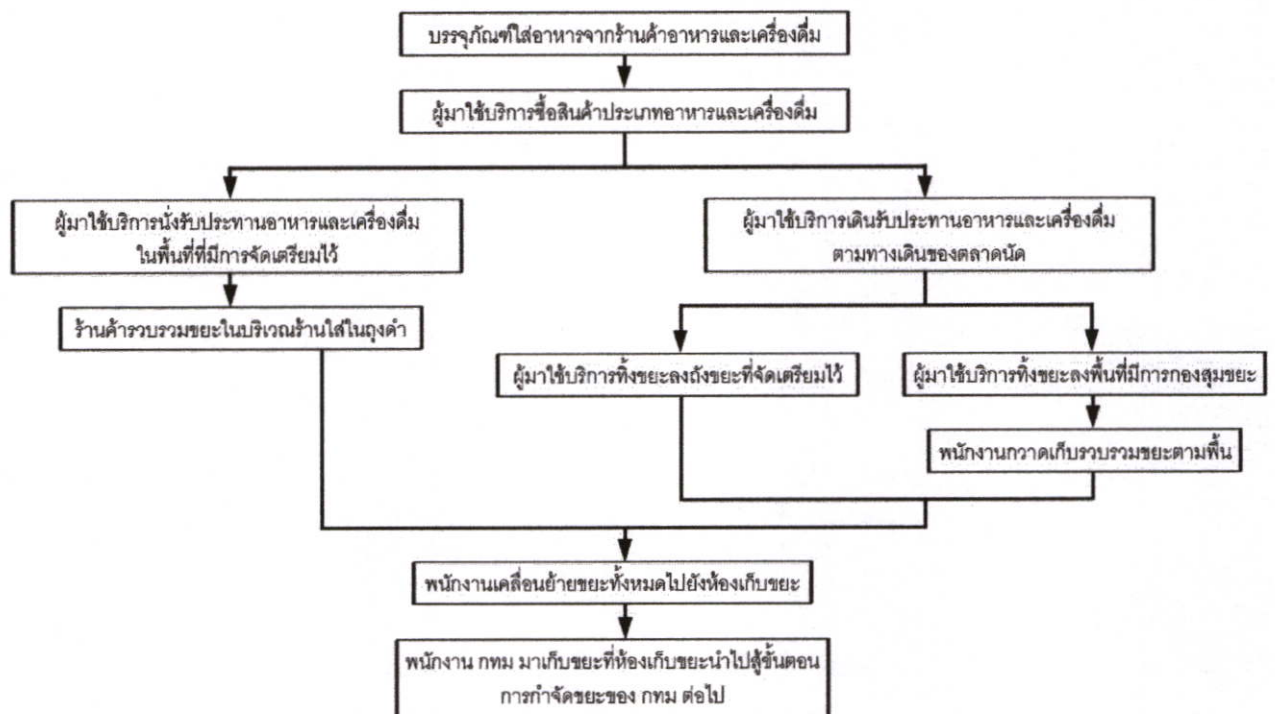 บรรจุภัณฑ์ใส่อาหารจากร้านค้าอาหารและเครื่องดื่ม
ผู้มาใช้บริการซื้อสินค้าประเภทอาหารและเครื่องดื่ม
ผู้มาใช้บริการนั่งรับประทานอาหารและเครื่องดื่ม
ในพื้นที่ที่มีการจัดเตรียมไว้
ผู้มาใช้บริการเดินรับประทานอาหารและเครื่องดื่ม
ตามทางเดินของตลาดนัด
ร้านค้ารวบรวมขยะในบริเวณร้านใส่ในถุงดำ
ผู้มาใช้บริการทิ้งขยะลงถังขยะที่จัดเตรียมไว้
ผู้มาใช้บริการทิ้งขยะลงพื้นที่มีการกองสุมขยะ
พนักงานกวาดเก็บรวบรวมขยะตามพื้น
พนักงานเคลื่อนย้ายขยะทั้งหมดไปยังห้องเก็บขยะ
พนักงาน กทม มาเก็บขยะที่ห้องเก็บขยะนำไปสู้ขั้นตอน
การกำจัดขยะของ กทม ต่อไป